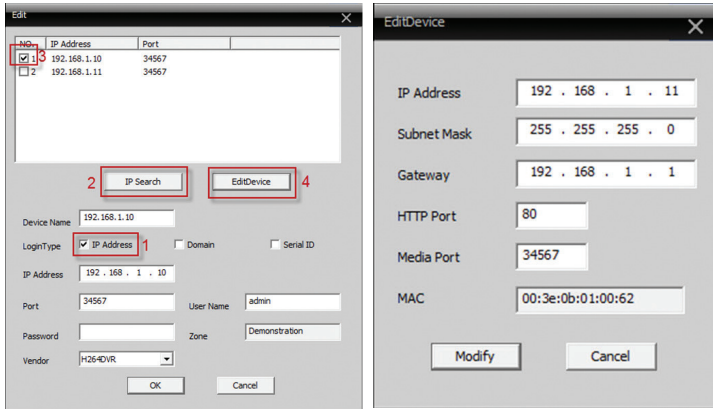 Edit
NO. IP Address Port
1 3 192.168.1.10 34567
2 192.168.1.11 34567
2 IP Search EditDevice 4
Device Name 192.168.1.10
LoginType IP Address 1 Domain Serial ID
IP Address 192 . 168 . 1 . 10
Port 34567 User Name admin
Password Zone Demonstration
Vendor H264DVR
OK Cancel
EditDevice
IP Address 192 . 168 . 1 . 11
Subnet Mask 255 . 255 . 255 . 0
Gateway 192 . 168 . 1 . 1
HTTP Port 80
Media Port 34567
MAC 00:3e:0b:01:00:62
Modify Cancel